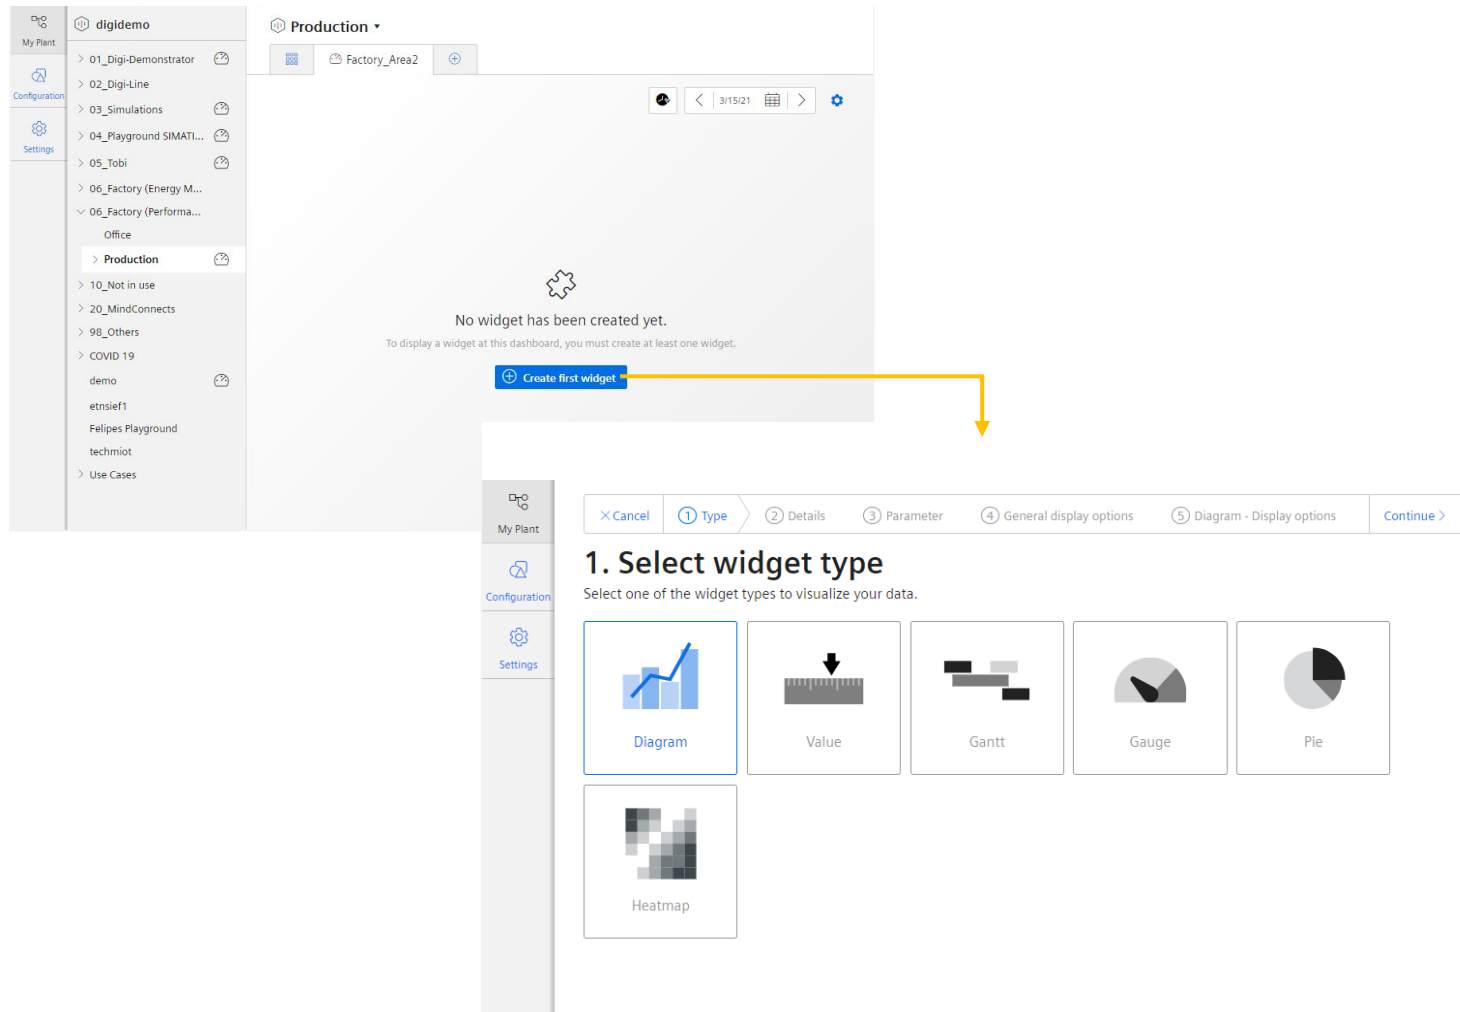 My Plant
Configuration
Settings
digidemo
01_Digi-Demonstrator
02_Digi-Line
03_Simulations
04_Playground SIMATI...
05_Tobi
06_Factory (Energy M...
06_Factory (Performa...
Office
Production
10_Not in use
20_MindConnects
98_Others
COVID 19
demo
etnsief1
Felipes Playground
techmiot
Use Cases
Production
Factory_Area2
3/15/21
No widget has been created yet.
To display a widget at this dashboard, you must create at least one widget.
Create first widget
My Plant
Configuration
Settings
Cancel 1 Type 2 Details 3 Parameter 4 General display options 5 Diagram - Display options Continue
1. Select widget type
Select one of the widget types to visualize your data.
Diagram Value Gantt Gauge Pie
Heatmap